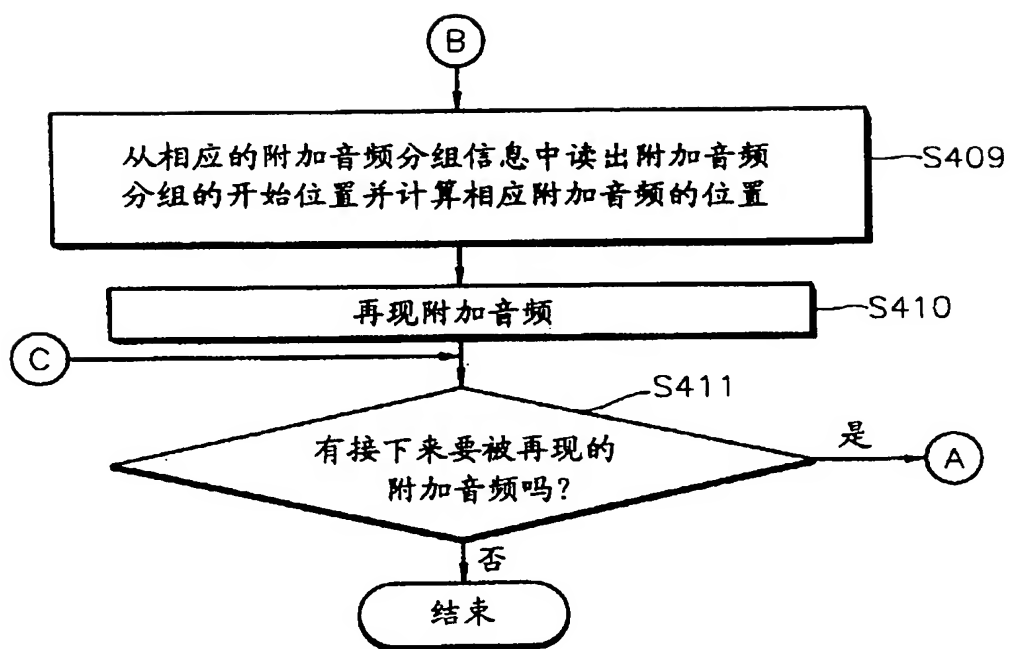 B
从相应的附加音频分组信息中读出附加音频
分组的开始位置并计算相应附加音频的位置
S409
再现附加音频
S410
C
S411
有接下来要被再现的
附加音频吗?
是
A
否
结束